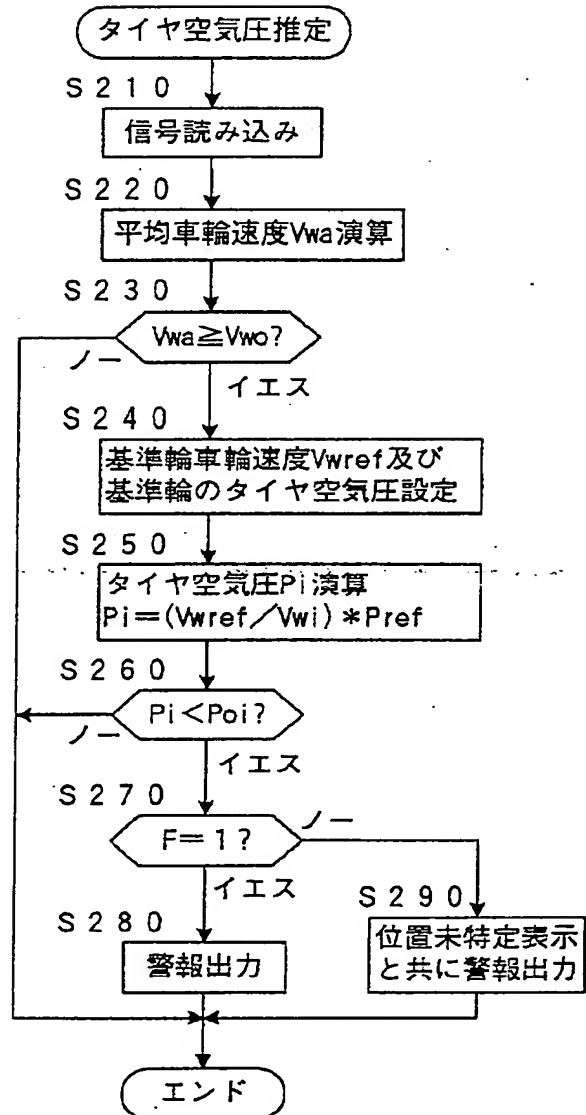 タイヤ空気圧推定
S210
信号読み込み
S220
平均車輪速度Vwa演算
S230
Vwa≧Vwo?
ノー
イエス
S240
基準輪車輪速度Vwref及び
基準輪のタイヤ空気圧設定
S250
タイヤ空気圧Pi演算
Pi=(Vwref/Vwi)*Pref
S260
Pi<Poi?
ノー
イエス
S270
F=1?
ノー
イエス
S280
警報出力
S290
位置未特定表示
と共に警報出力
エンド